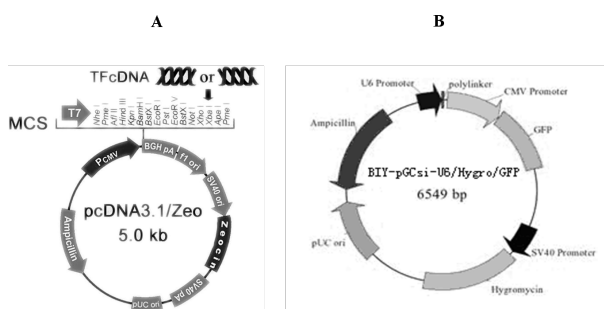 A
B
TFcDNA or
T7
Nhe I
Pme I
Afl II
Hind III
Kpn I
BamH I
BstX I
EcoR I
Pst I
EcoR V
BstX I
Not I
Xho I
Xba I
Apa I
Pme I
MCS
PCMV
BGH pA
f1 ori
SV40 ori
Zeocin
SV40 pA
pUC ori
Ampicillin
pcDNA3.1/Zeo
5.0 kb
U6 Promoter
polylinker
CMV Promoter
GFP
Ampicillin
BIY-pGCsi-U6/Hygro/GFP
6549 bp
pUC ori
SV40 Promoter
Hygromycin